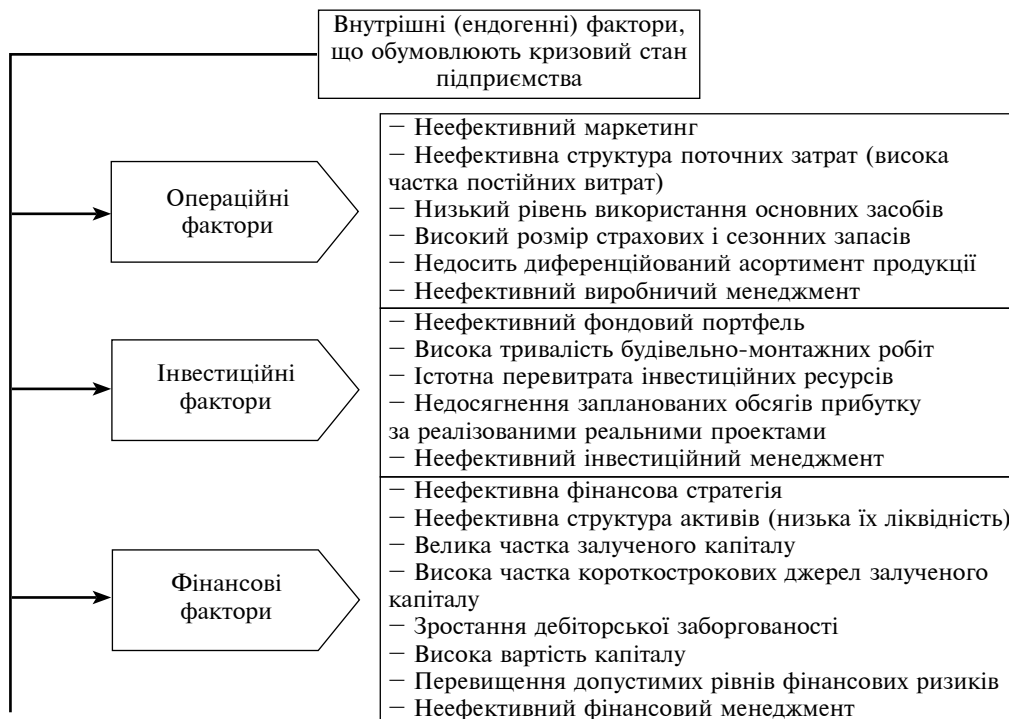 Внутрішні (ендогенні) фактори,
що обумовлюють кризовий стан
підприємства
Операційні
фактори
− Неефективний маркетинг
− Неефективна структура поточних затрат (висока
частка постійних витрат)
− Низький рівень використання основних засобів
− Високий розмір страхових і сезонних запасів
− Недосить диференційований асортимент продукції
− Неефективний виробничий менеджмент
Інвестиційні
фактори
− Неефективний фондовий портфель
− Висока тривалість будівельно-монтажних робіт
− Істотна перевитрата інвестиційних ресурсів
− Недосягнення запланованих обсягів прибутку
за реалізованими реальними проектами
− Неефективний інвестиційний менеджмент
Фінансові
фактори
− Неефективна фінансова стратегія
− Неефективна структура активів (низька їх ліквідність)
− Велика частка залученого капіталу
− Висока частка короткострокових джерел залученого
капіталу
− Зростання дебіторської заборгованості
− Висока вартість капіталу
− Перевищення допустимих рівнів фінансових ризиків
− Неефективний фінансовий менеджмент